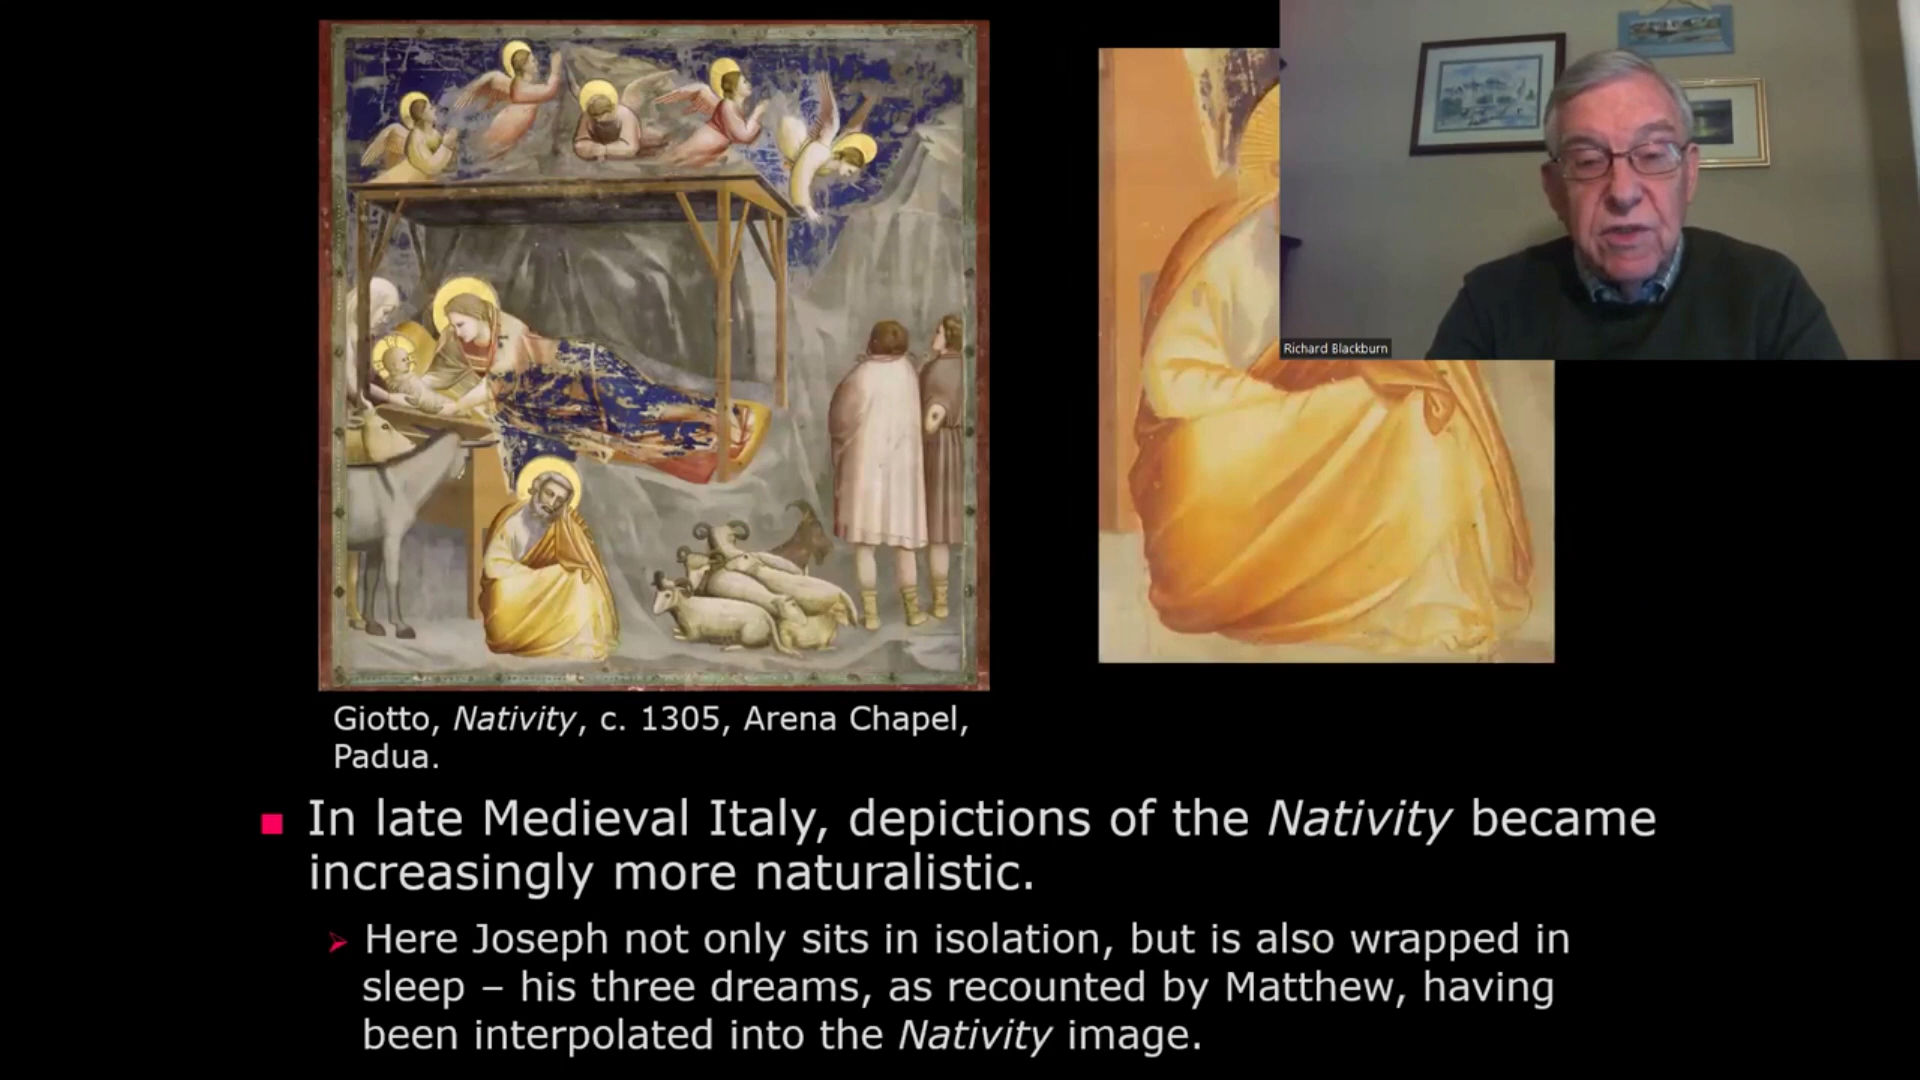 Richard Blackburn
Giotto, Nativity, c. 1305, Arena Chapel,
Padua.
In late Medieval Italy, depictions of the Nativity became
increasingly more naturalistic.
Here Joseph not only sits in isolation, but is also wrapped in
sleep – his three dreams, as recounted by Matthew, having
been interpolated into the Nativity image.